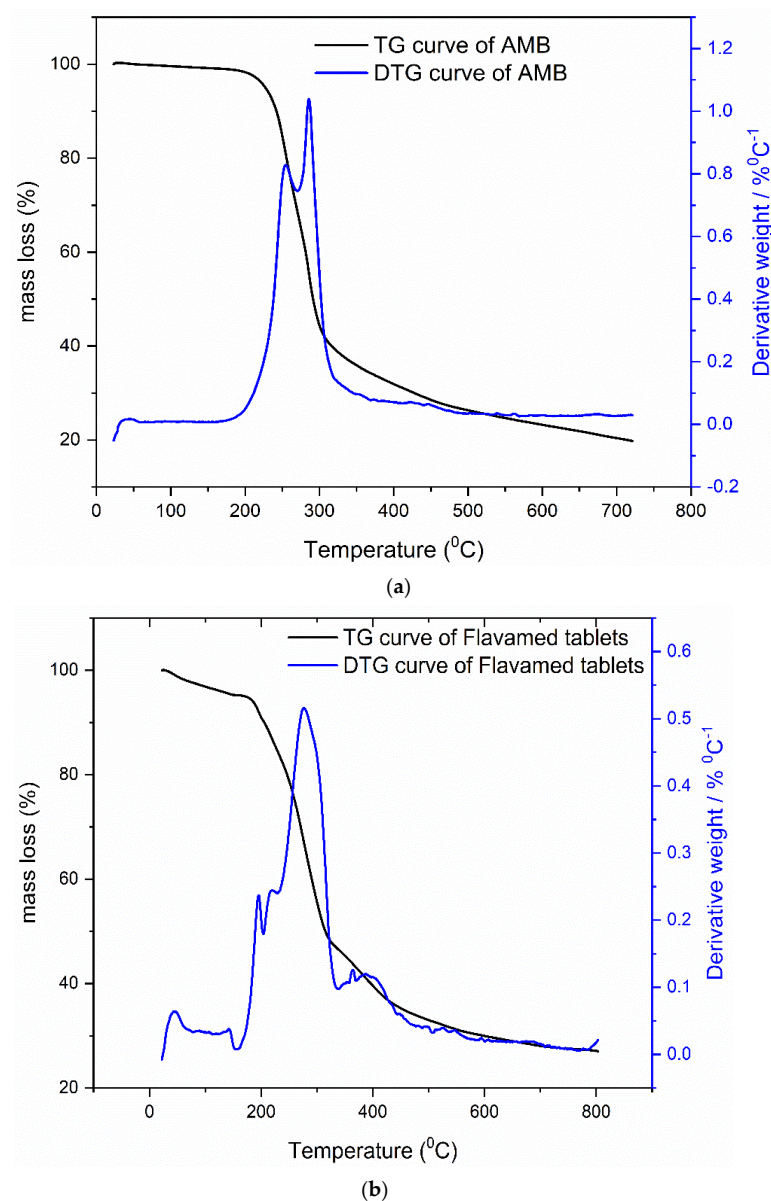 TG curve of AMB
DTG curve of AMB
100
80
60
40
20
mass loss (%)
1.2
1.0
0.8
0.6
0.4
0.2
0.0
-0.2
Derivative weight / %⁰C⁻¹
0 100 200 300 400 500 600 700 800
Temperature (⁰C)
(a)
TG curve of Flavamed tablets
DTG curve of Flavamed tablets
100
80
60
40
20
mass loss (%)
0.6
0.5
0.4
0.3
0.2
0.1
0.0
Derivative weight / % ⁰C⁻¹
0 200 400 600 800
Temperature (⁰C)
(b)